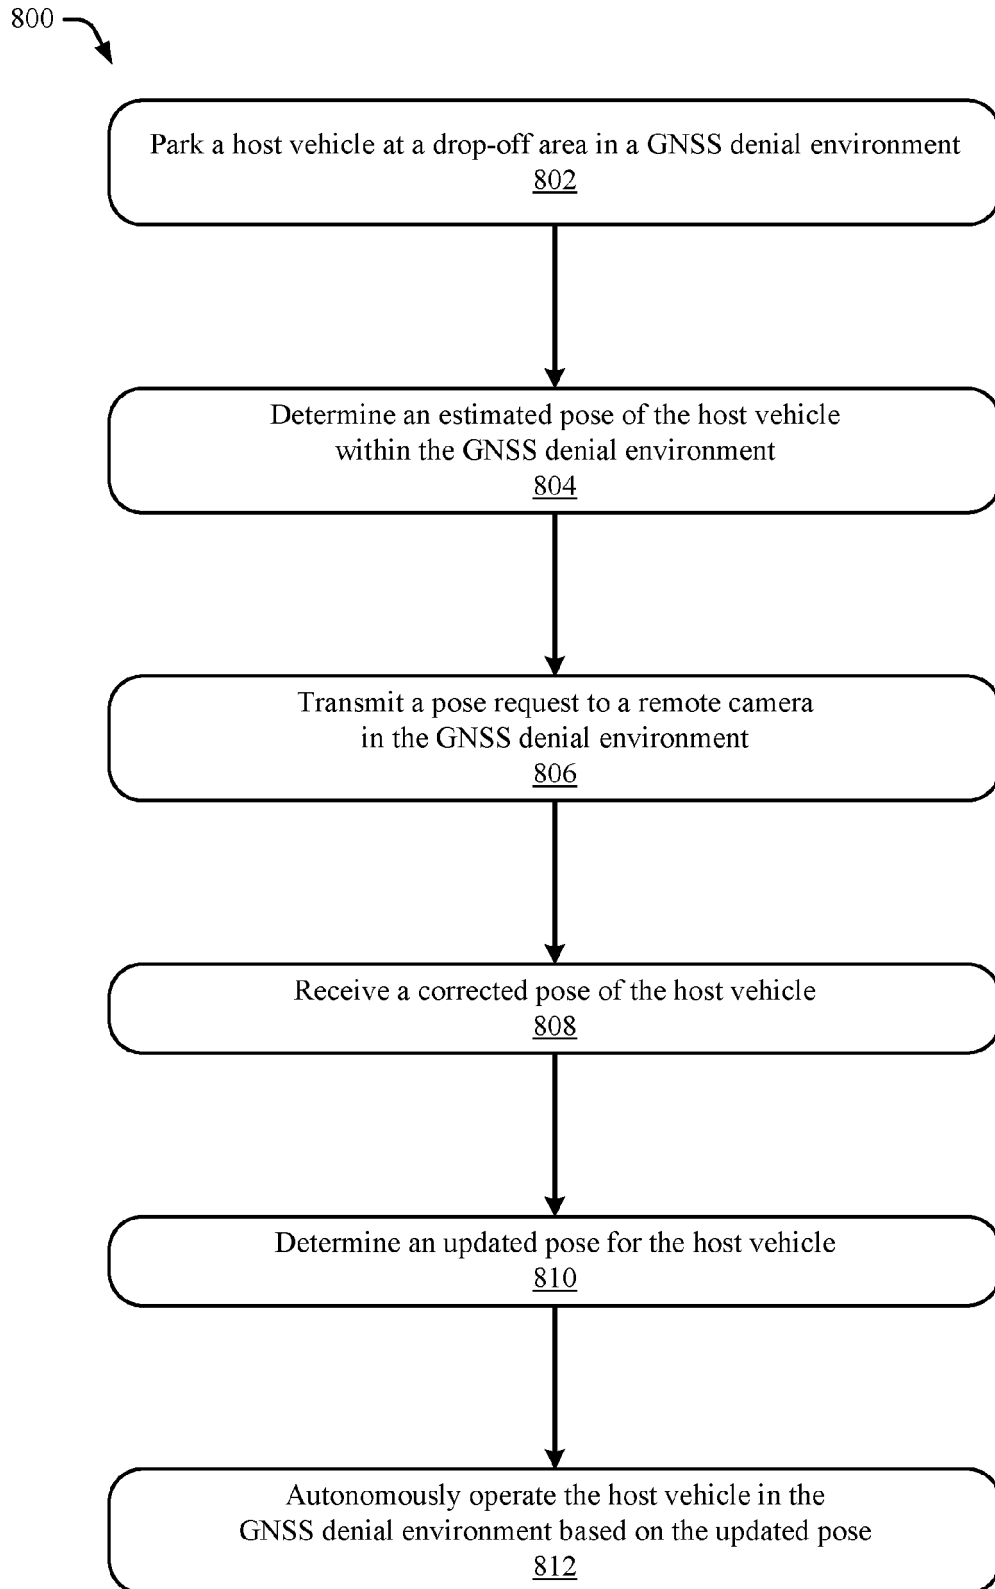 800
Park a host vehicle at a drop-off area in a GNSS denial environment
802
Determine an estimated pose of the host vehicle
within the GNSS denial environment
804
Transmit a pose request to a remote camera
in the GNSS denial environment
806
Receive a corrected pose of the host vehicle
808
Determine an updated pose for the host vehicle
810
Autonomously operate the host vehicle in the
GNSS denial environment based on the updated pose
812